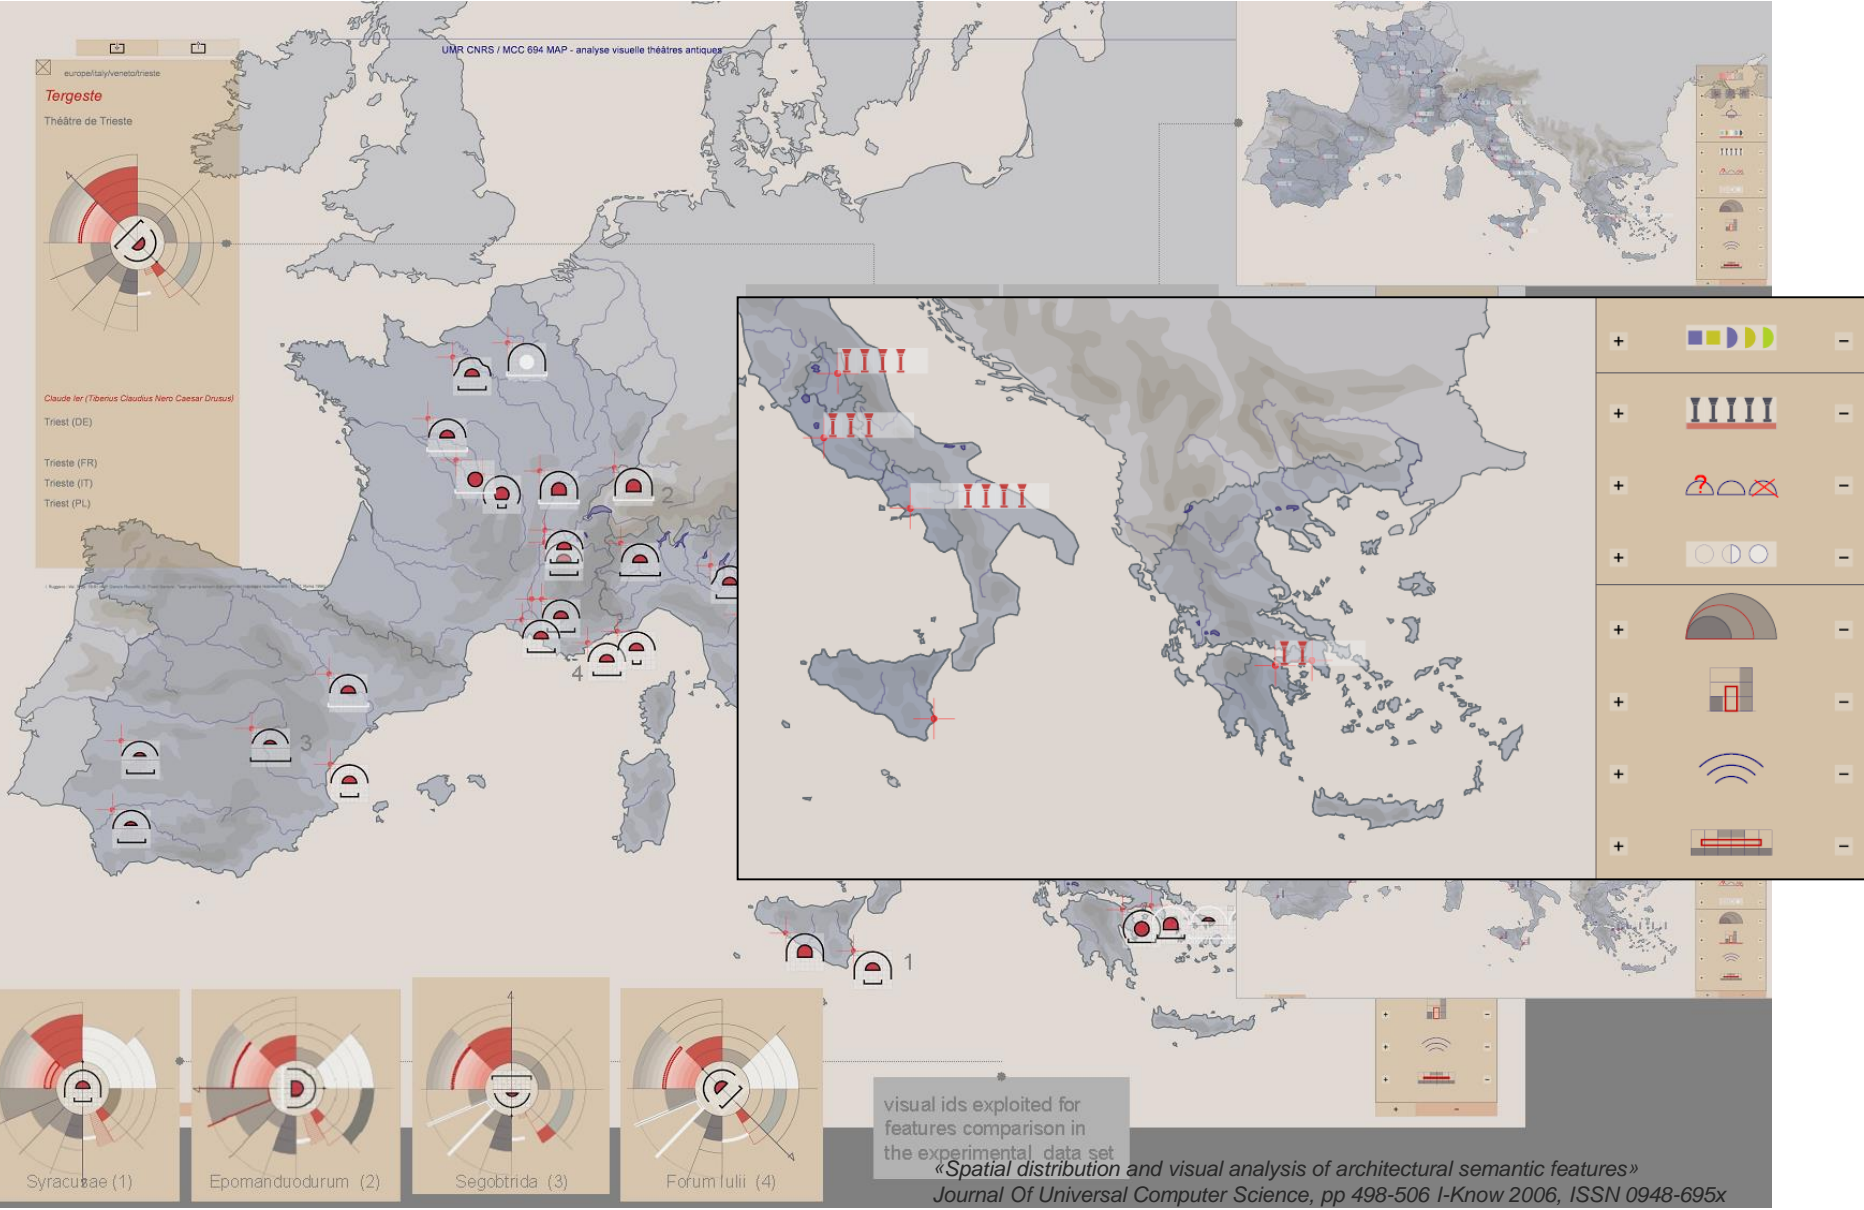 UMR CNRS / MCC 694 MAP - analyse visuelle théâtres antiques
europe/italy/veneto/trieste
Tergeste
Théâtre de Trieste
Claude Ier (Tiberius Claudius Nero Caesar Drusus)
Triest (DE)
Trieste (FR)
Trieste (IT)
Triest (PL)
2
4
3
1
4
Syracusae (1)
Epomanduodurum (2)
Segobtrida (3)
Forum Iulii (4)
visual ids exploited for
features comparison in
the experimental data set
«Spatial distribution and visual analysis of architectural semantic features»
Journal Of Universal Computer Science, pp 498-506 I-Know 2006, ISSN 0948-695x